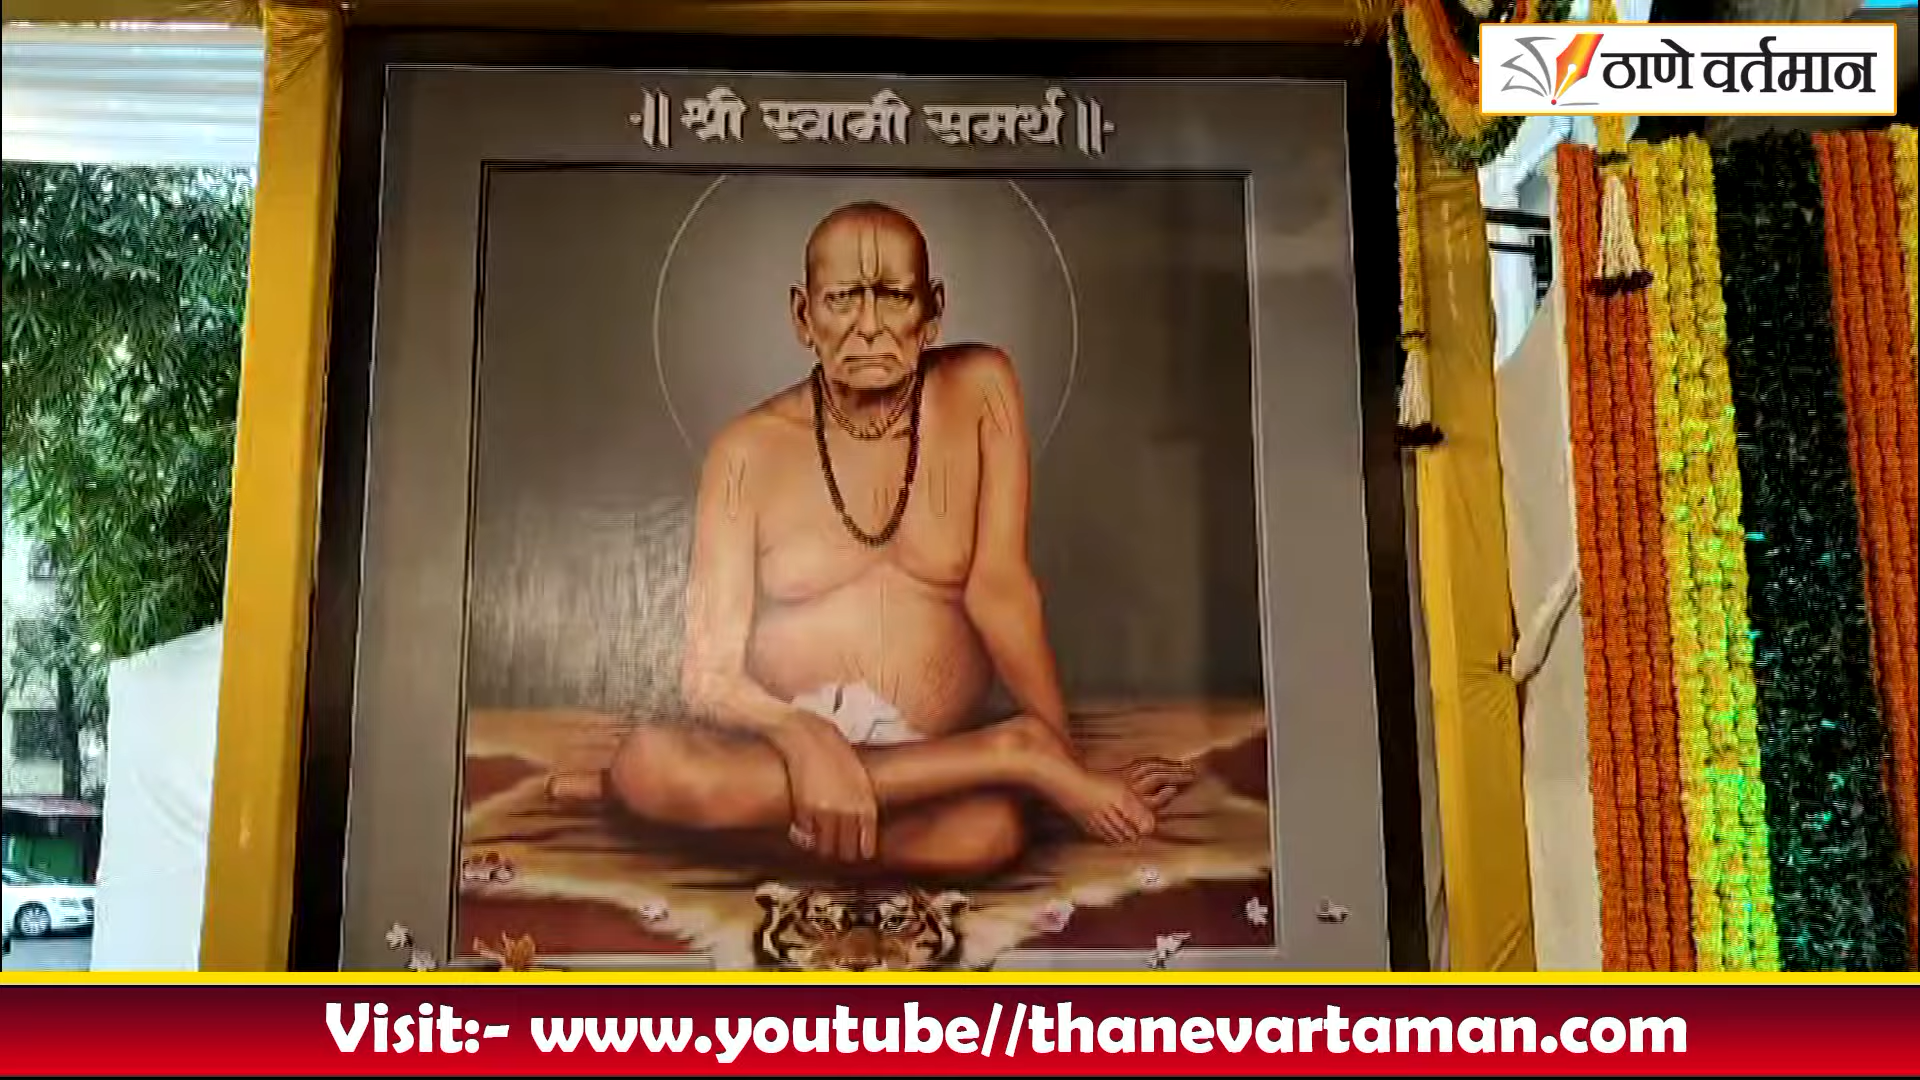 ॥ श्री स्वामी समर्थ ॥
ठाणे वर्तमान
Visit:- www.youtube//thanevartaman.com